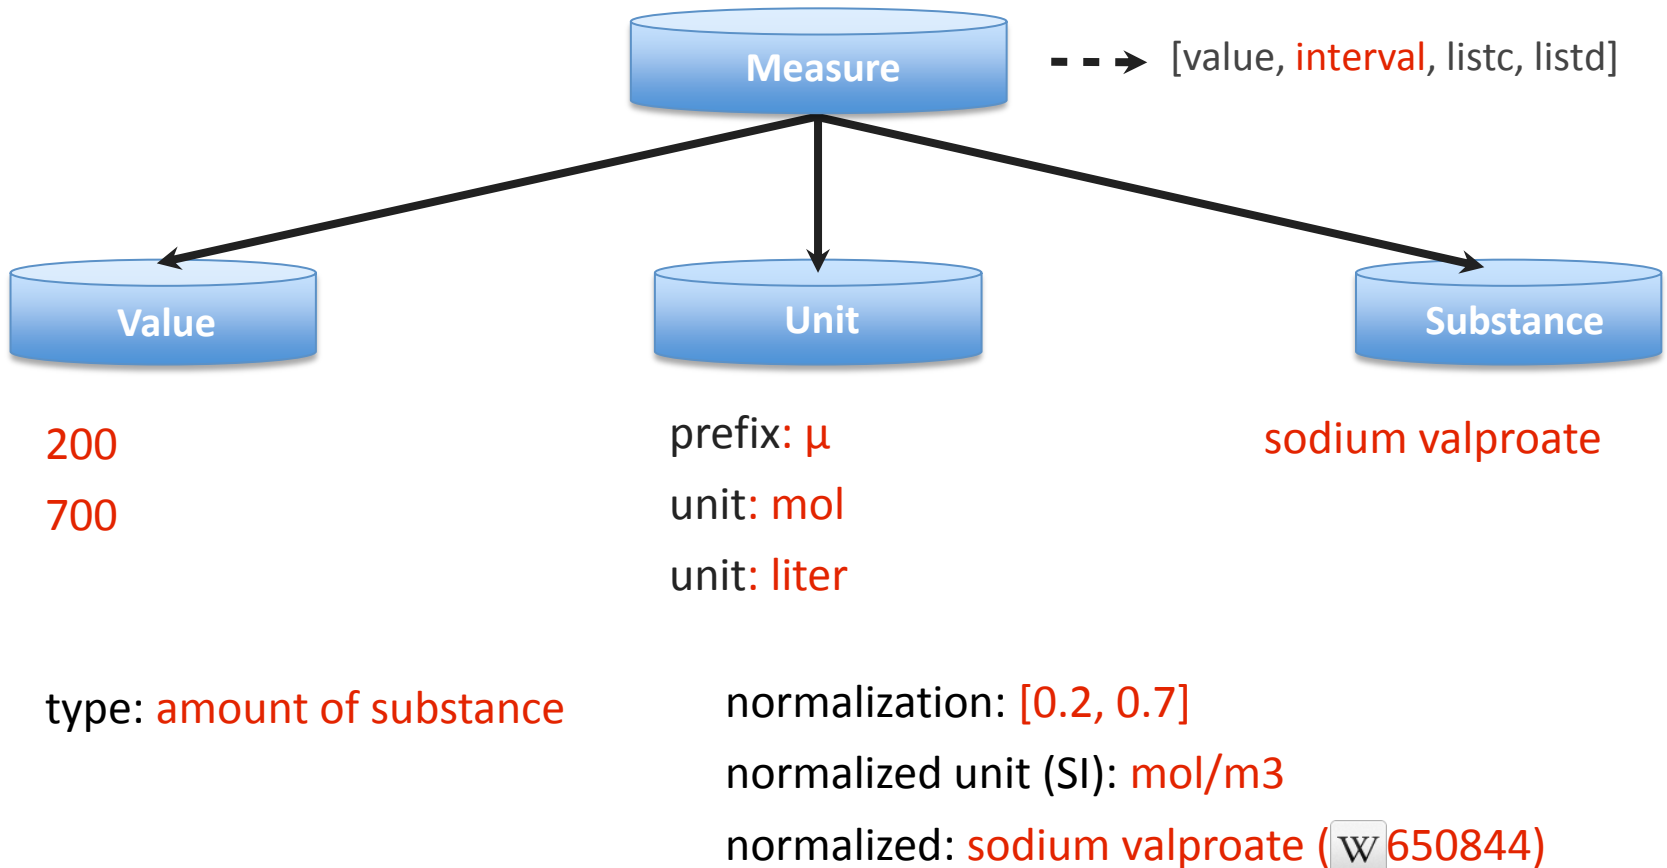 Measure
[value, interval, listc, listd]
Value
Unit
Substance
200
700
prefix: μ
unit: mol
unit: liter
sodium valproate
type: amount of substance
normalization: [0.2, 0.7]
normalized unit (SI): mol/m3
normalized: sodium valproate (W650844)